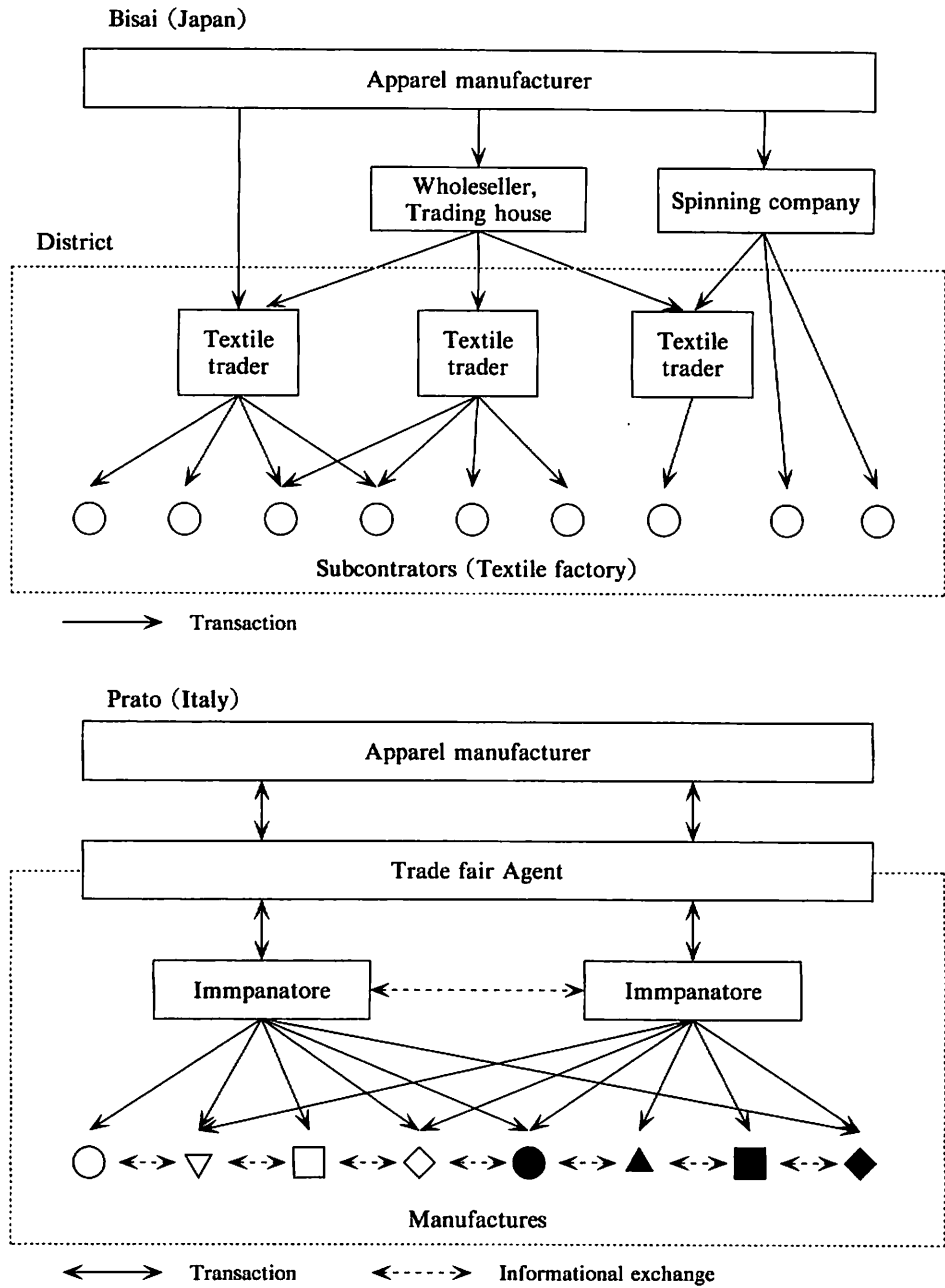 Bisai (Japan)
Apparel manufacturer
Wholeseller,
Trading house
Spinning company
District
Textile
trader
Textile
trader
Textile
trader
Subcontrators (Textile factory)
Transaction
Prato (Italy)
Apparel manufacturer
Trade fair Agent
Immpanatore
Immpanatore
Manufactures
Transaction
Informational exchange